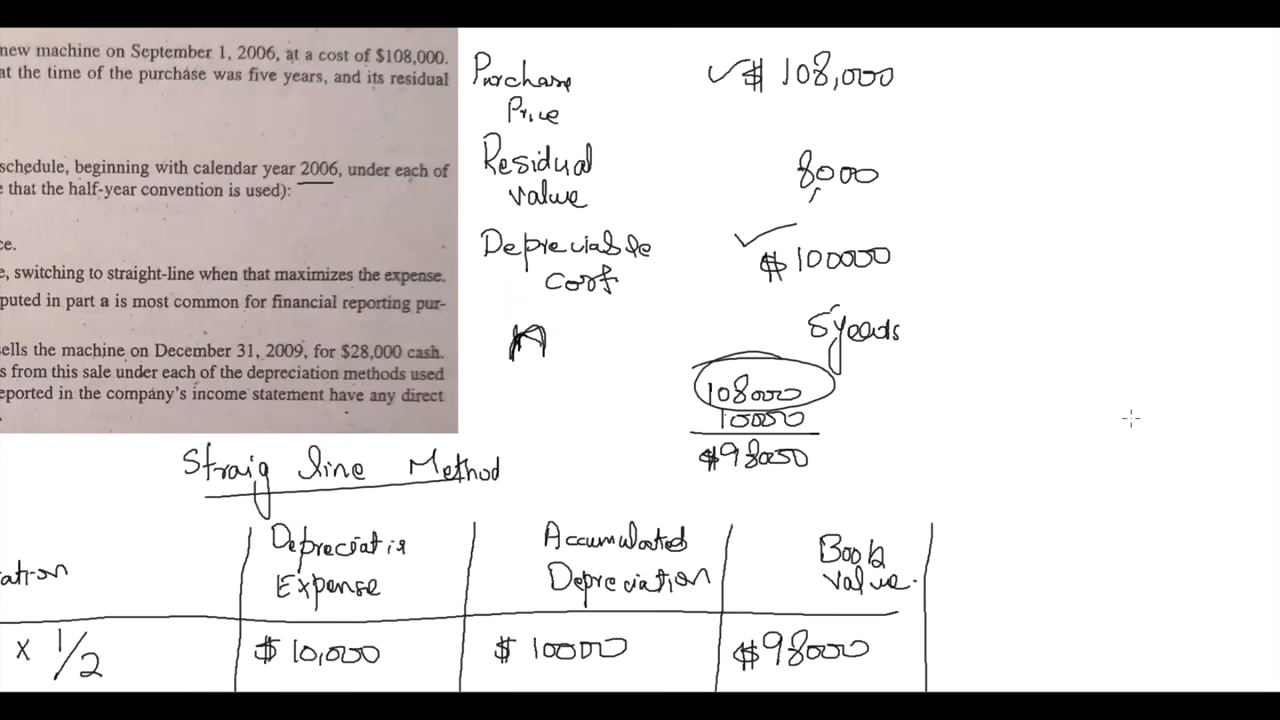 new machine on September 1, 2006, at a cost of $108,000.
at the time of the purchase was five years, and its residual
schedule, beginning with calendar year 2006, under each of
e that the half-year convention is used):
ce.
e, switching to straight-line when that maximizes the expense.
puted in part a is most common for financial reporting pur-
ells the machine on December 31, 2009, for $28,000 cash.
s from this sale under each of the depreciation methods used
eported in the company's income statement have any direct
Purchase Price $ 108,000
Residual value 8,000
Depreciable cost $ 100000
5 years
108000
10000
$98000
Straig line Method
ation
Depreciatio Expense
Accumulated Depreciation
Book value.
x 1/2
$ 10,000
$ 10000
$98000